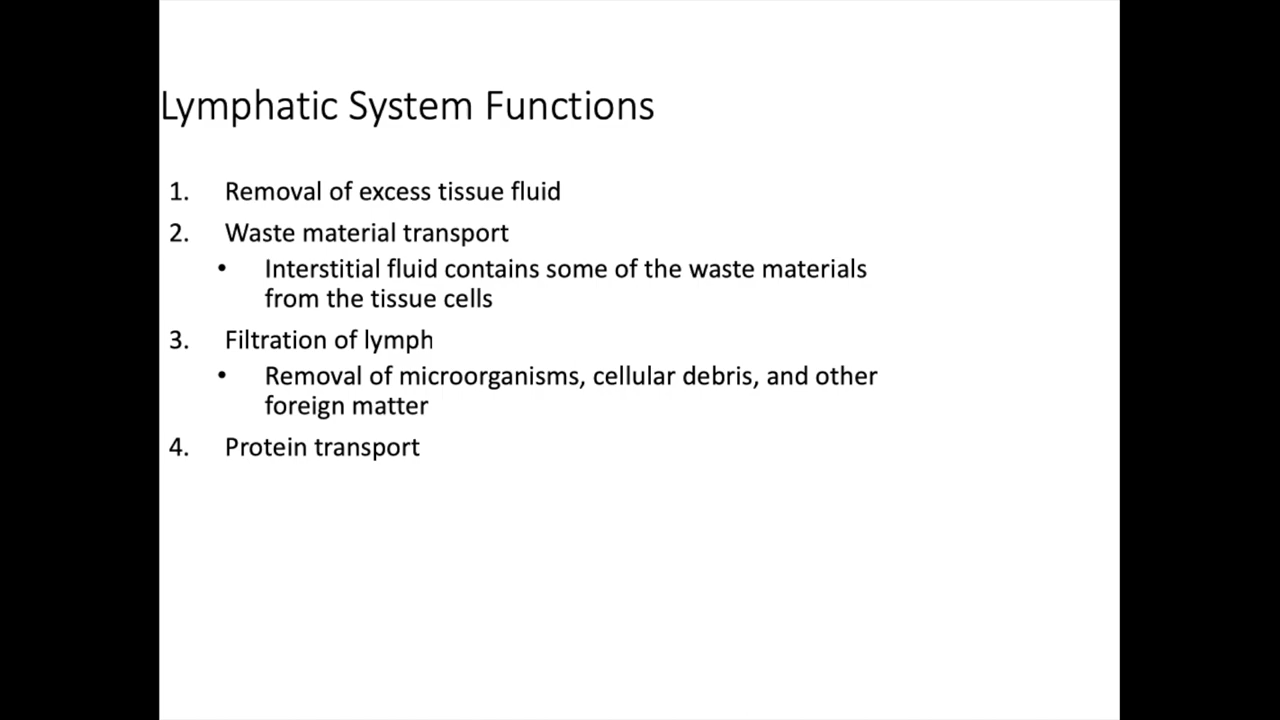 Lymphatic System Functions
1. Removal of excess tissue fluid
2. Waste material transport
• Interstitial fluid contains some of the waste materials
from the tissue cells
3. Filtration of lymph
• Removal of microorganisms, cellular debris, and other
foreign matter
4. Protein transport